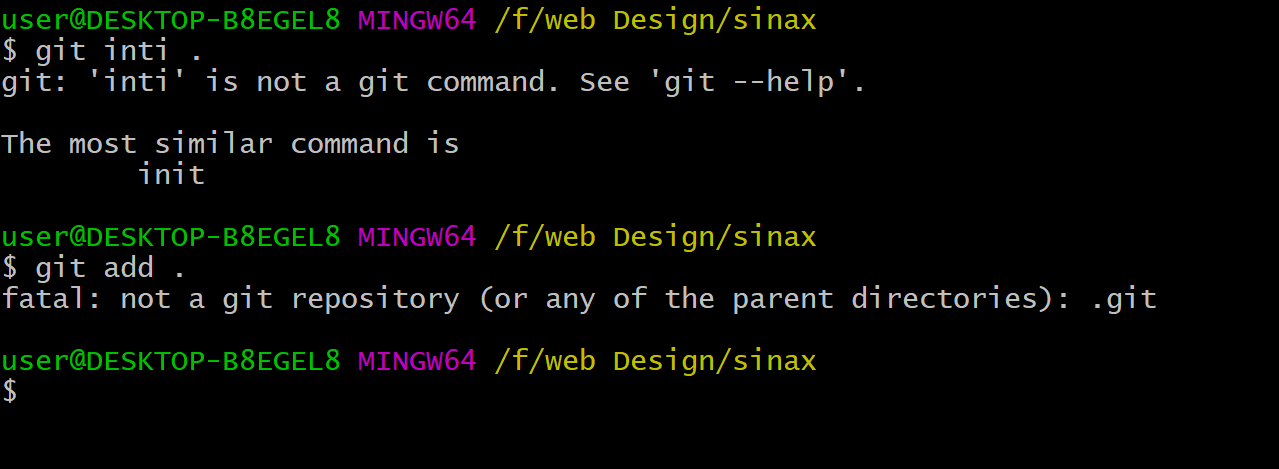 user@DESKTOP-B8EGEL8 MINGW64 /f/web Design/sinax
$ git inti .
git: 'inti' is not a git command. See 'git --help'.
The most similar command is
init
user@DESKTOP-B8EGEL8 MINGW64 /f/web Design/sinax
$ git add .
fatal: not a git repository (or any of the parent directories): .git
user@DESKTOP-B8EGEL8 MINGW64 /f/web Design/sinax
$